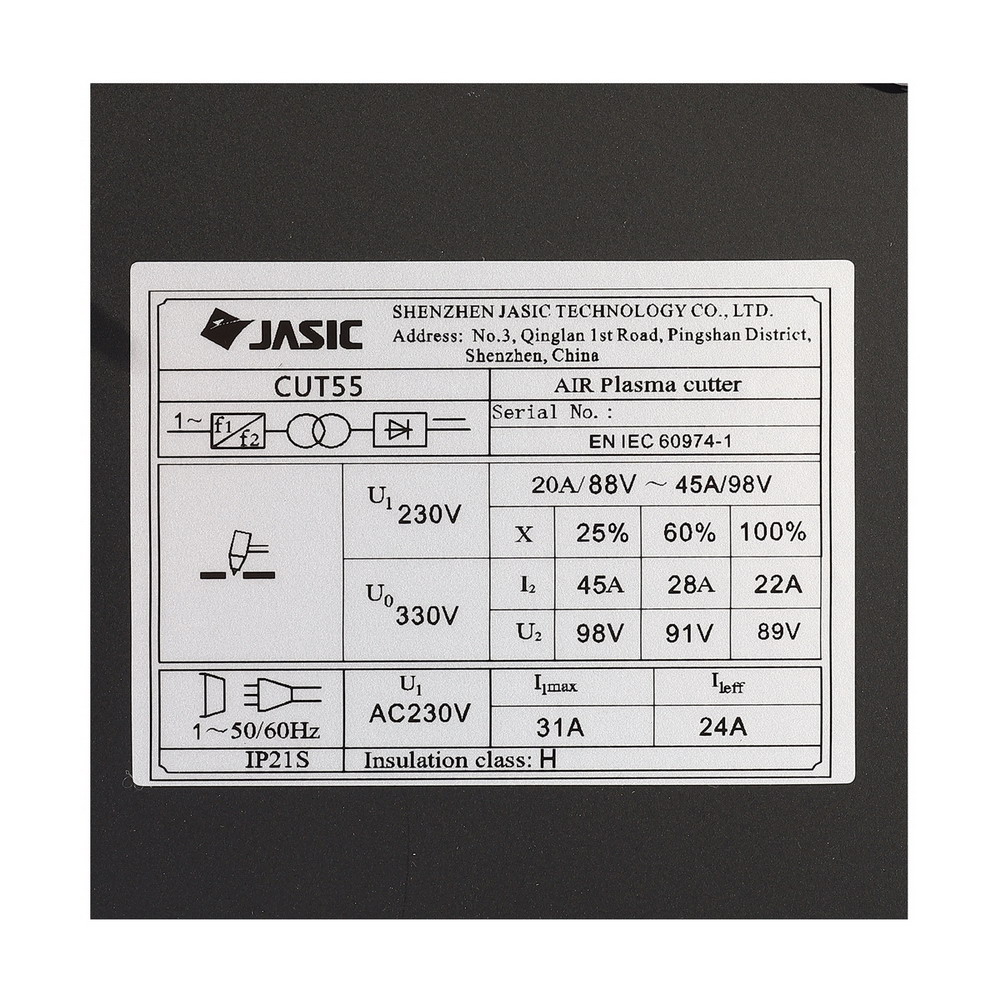 JASIC
SHENZHEN JASIC TECHNOLOGY CO., LTD.
Address: No.3, Qinglan 1st Road, Pingshan District,
Shenzhen, China
CUT55
AIR Plasma cutter
1~ f1 f2
Serial No. :
EN IEC 60974-1
U1 230V
20A/88V ~ 45A/98V
X 25% 60% 100%
U0 330V
I2 45A 28A 22A
U2 98V 91V 89V
1~50/60Hz
U1
AC230V
I1max I1eff
31A 24A
IP21S
Insulation class: H